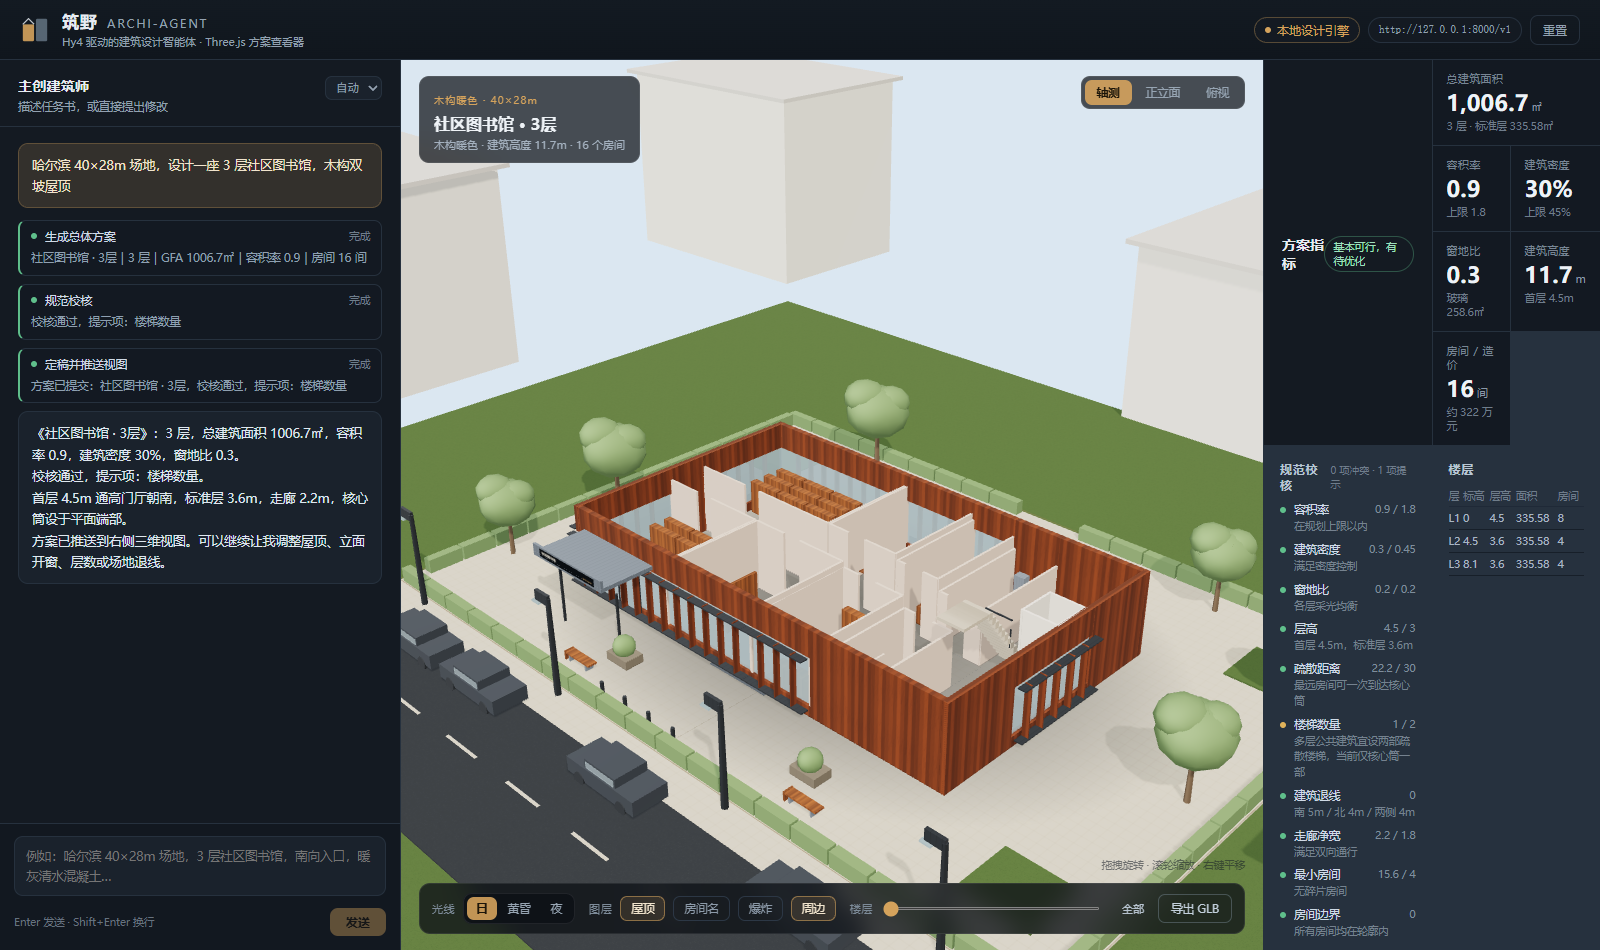 筑野 ARCHI-AGENT
Hy4 驱动的建筑设计智能体 · Three.js 方案查看器
本地设计引擎
http://127.0.0.1:8000/v1
重置
主创建筑师
描述任务书，或直接提出修改
自动
哈尔滨 40×28m 场地，设计一座 3 层社区图书馆，木构双
坡屋顶
生成总体方案 完成
社区图书馆 · 3层 | 3 层 | GFA 1006.7㎡ | 容积率 0.9 | 房间 16 间
规范校核 完成
校核通过，提示项：楼梯数量
定稿并推送视图 完成
方案已提交：社区图书馆 · 3层，校核通过，提示项：楼梯数量
《社区图书馆 · 3层》：3 层，总建筑面积 1006.7㎡，容积
率 0.9，建筑密度 30%，窗地比 0.3。
校核通过，提示项：楼梯数量。
首层 4.5m 通高门厅朝南，标准层 3.6m，走廊 2.2m，核心
筒设于平面端部。
方案已推送到右侧三维视图。可以继续让我调整屋顶、立面
开窗、层数或场地退线。
例如：哈尔滨 40×28m 场地，3 层社区图书馆，南向入口，暖
灰清水混凝土...
Enter 发送 · Shift+Enter 换行
发送
木构暖色 · 40×28m
社区图书馆 • 3层
木构暖色 · 建筑高度 11.7m · 16 个房间
轴测 正立面 俯视
拖拽旋转 · 滚轮缩放 · 右键平移
光线 日 黄昏 夜 图层 屋顶 房间名 爆炸 周边 楼层 全部 导出 GLB
方案指
标
基本可行，有
待优化
总建筑面积
1,006.7 ㎡
3 层 · 标准层 335.58㎡
容积率
0.9
上限 1.8
建筑密度
30%
上限 45%
窗地比
0.3
玻璃
258.6㎡
建筑高度
11.7 m
首层 4.5m
房间 / 造
价
16 间
约 322 万
元
规范校
核
0 项冲突 · 1 项提
示
容积率 0.9 / 1.8
在规划上限以内
建筑密度 0.3 / 0.45
满足密度控制
窗地比 0.2 / 0.2
各层采光均衡
层高 4.5 / 3
首层 4.5m，标准层 3.6m
疏散距离 22.2 / 30
最远房间可一次到达核心
筒
楼梯数量 1 / 2
多层公共建筑宜设两部疏
散楼梯，当前仅核心筒一
部
建筑退线 0
南 5m / 北 4m / 两侧 4m
走廊净宽 2.2 / 1.8
满足双向通行
最小房间 15.6 / 4
无碎片房间
房间边界 0
所有房间均在轮廓内
楼层
层 标高 层高 面积 房间
L1 0 4.5 335.58 8
L2 4.5 3.6 335.58 4
L3 8.1 3.6 335.58 4